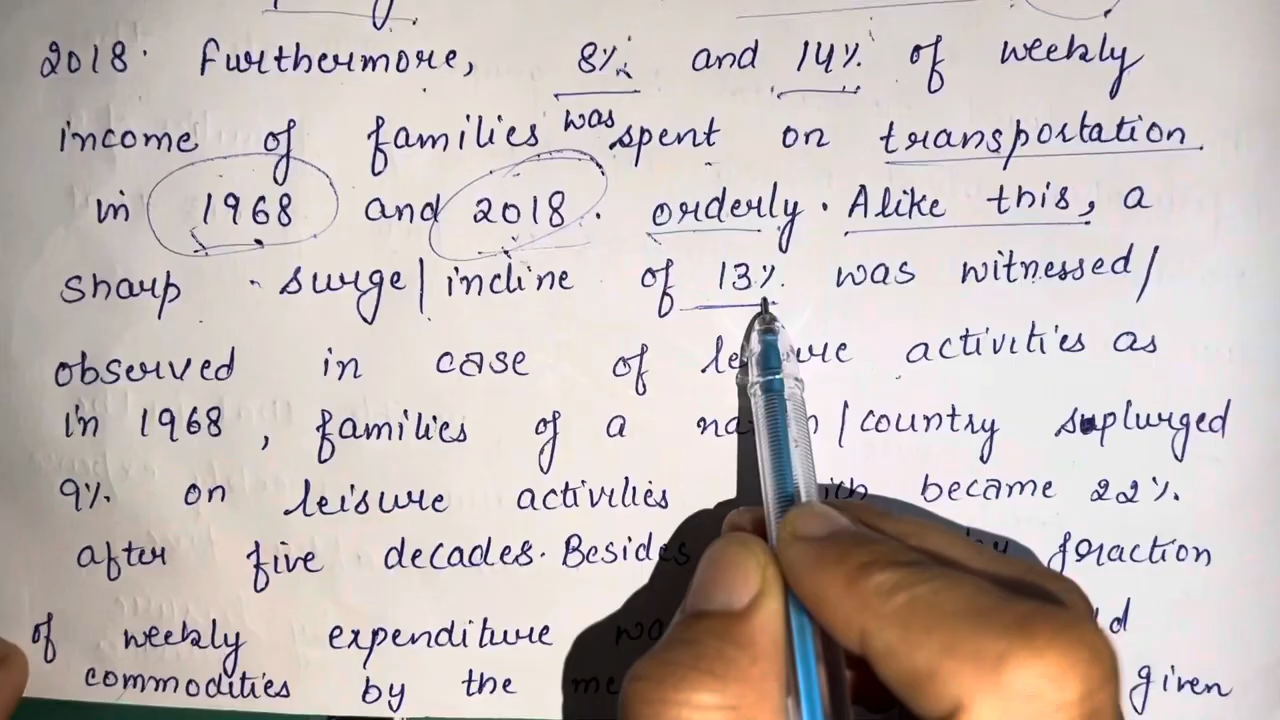 2018. Furthermore, 8% and 14% of weekly
income of families was spent on transportation
in 1968 and 2018. orderly. Alike this, a
sharp surge/incline of 13% was witnessed/
observed in case of activities as
in 1968, families of a /country splurged
9% on leisure activities became 22%
after five decades. Besides fraction
of weekly expenditure
commodities by the given